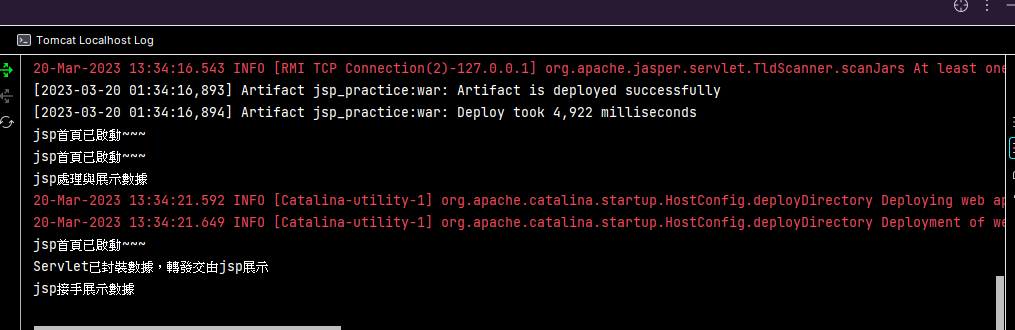 Tomcat Localhost Log
20-Mar-2023 13:34:16.543 INFO [RMI TCP Connection(2)-127.0.0.1] org.apache.jasper.servlet.TldScanner.scanJars At least one
[2023-03-20 01:34:16,893] Artifact jsp_practice:war: Artifact is deployed successfully
[2023-03-20 01:34:16,894] Artifact jsp_practice:war: Deploy took 4,922 milliseconds
jsp首頁已啟動~~~
jsp首頁已啟動~~~
jsp處理與展示數據
20-Mar-2023 13:34:21.592 INFO [Catalina-utility-1] org.apache.catalina.startup.HostConfig.deployDirectory Deploying web ap
20-Mar-2023 13:34:21.649 INFO [Catalina-utility-1] org.apache.catalina.startup.HostConfig.deployDirectory Deployment of we
jsp首頁已啟動~~~
Servlet已封裝數據，轉發交由jsp展示
jsp接手展示數據